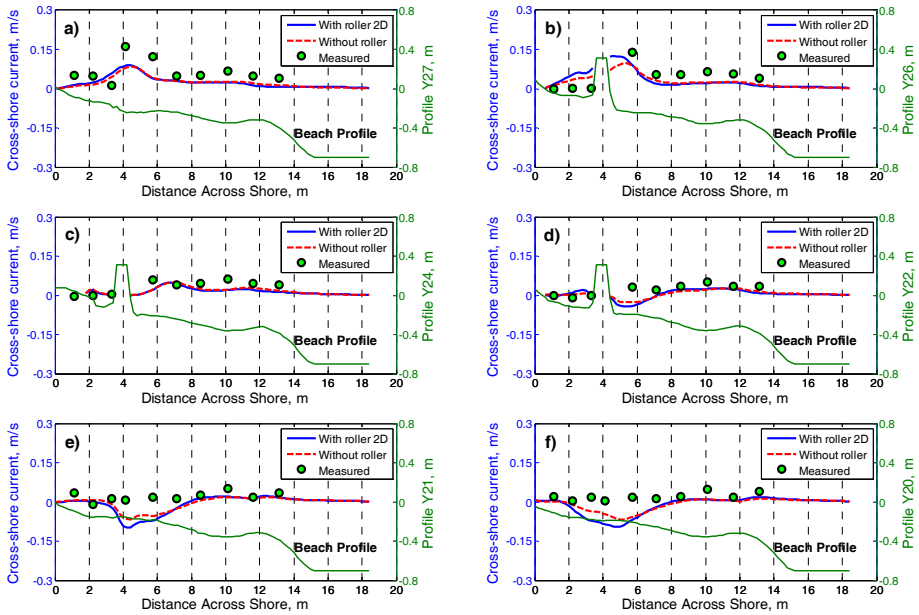 a)
With roller 2D
Without roller
Measured
Beach Profile
0.3
0.15
0
-0.15
-0.3
0.8
0.4
0
-0.4
-0.8
0 2 4 6 8 10 12 14 16 18 20
Cross-shore current, m/s
Profile Y27, m
Distance Across Shore, m
b)
With roller 2D
Without roller
Measured
Beach Profile
0.3
0.15
0
-0.15
-0.3
0.8
0.4
0
-0.4
-0.8
0 2 4 6 8 10 12 14 16 18 20
Cross-shore current, m/s
Profile Y26, m
Distance Across Shore, m
c)
With roller 2D
Without roller
Measured
Beach Profile
0.3
0.15
0
-0.15
-0.3
0.8
0.4
0
-0.4
-0.8
0 2 4 6 8 10 12 14 16 18 20
Cross-shore current, m/s
Profile Y24, m
Distance Across Shore, m
d)
With roller 2D
Without roller
Measured
Beach Profile
0.3
0.15
0
-0.15
-0.3
0.8
0.4
0
-0.4
-0.8
0 2 4 6 8 10 12 14 16 18 20
Cross-shore current, m/s
Profile Y22, m
Distance Across Shore, m
e)
With roller 2D
Without roller
Measured
Beach Profile
0.3
0.15
0
-0.15
-0.3
0.8
0.4
0
-0.4
-0.8
0 2 4 6 8 10 12 14 16 18 20
Cross-shore current, m/s
Profile Y21, m
Distance Across Shore, m
f)
With roller 2D
Without roller
Measured
Beach Profile
0.3
0.15
0
-0.15
-0.3
0.8
0.4
0
-0.4
-0.8
0 2 4 6 8 10 12 14 16 18 20
Cross-shore current, m/s
Profile Y20, m
Distance Across Shore, m